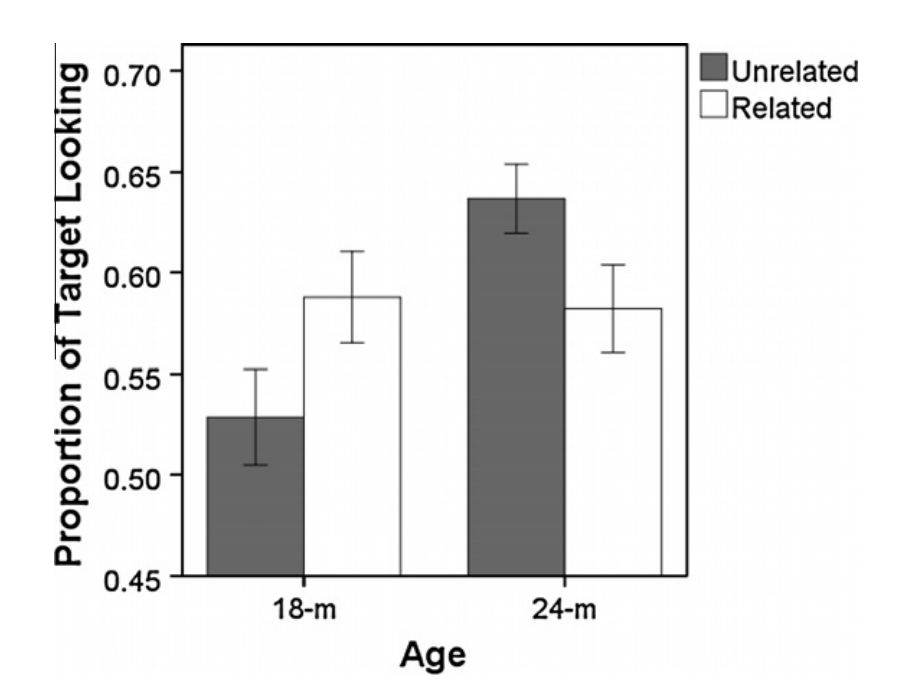 Proportion of Target Looking
0.70
0.65
0.60
0.55
0.50
0.45
18-m
24-m
Age
Unrelated
Related